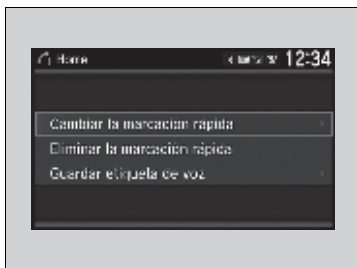 Home 12:34
Cambiar la marcación rápida
Eliminar la marcación rápida
Guardar etiqueta de voz